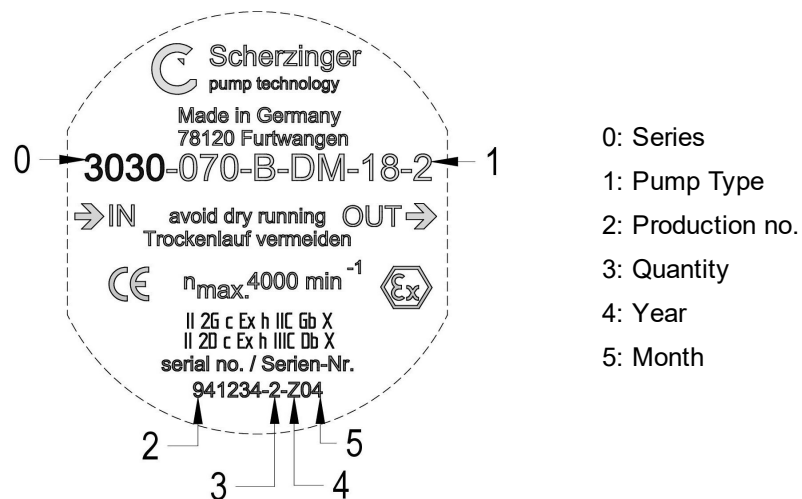 Scherzinger
pump technology
Made in Germany
78120 Furtwangen
0
3030-070-B-DM-18-2
1
IN
avoid dry running
OUT
Trockenlauf vermeiden
CE
nmax.4000 min-1
Ex
II 2G c Ex h IIC Gb X
II 2D c Ex h IIIC Db X
serial no. / Serien-Nr.
941234-2-Z04
2
3
4
5
0: Series
1: Pump Type
2: Production no.
3: Quantity
4: Year
5: Month